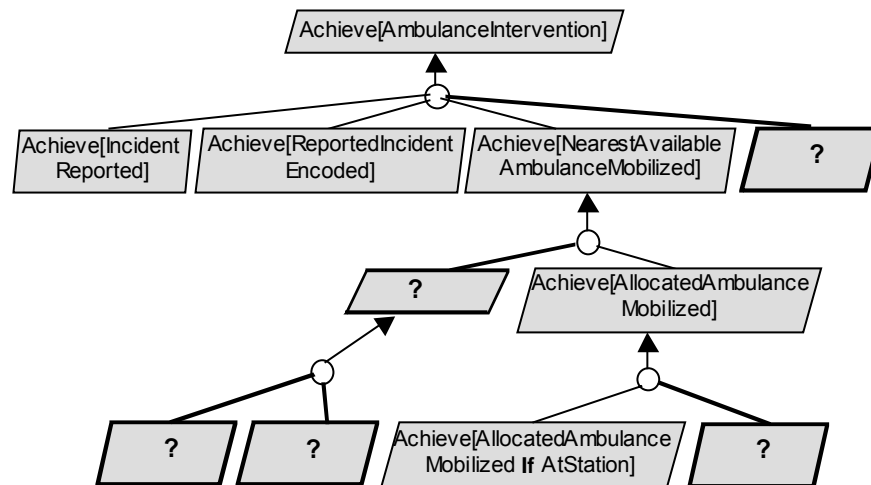 Achieve[AmbulanceIntervention]
Achieve[Incident
Reported]
Achieve[ReportedIncident
Encoded]
Achieve[NearestAvailable
AmbulanceMobilized]
?
?
Achieve[AllocatedAmbulance
Mobilized]
?
?
Achieve[AllocatedAmbulance
Mobilized If AtStation]
?